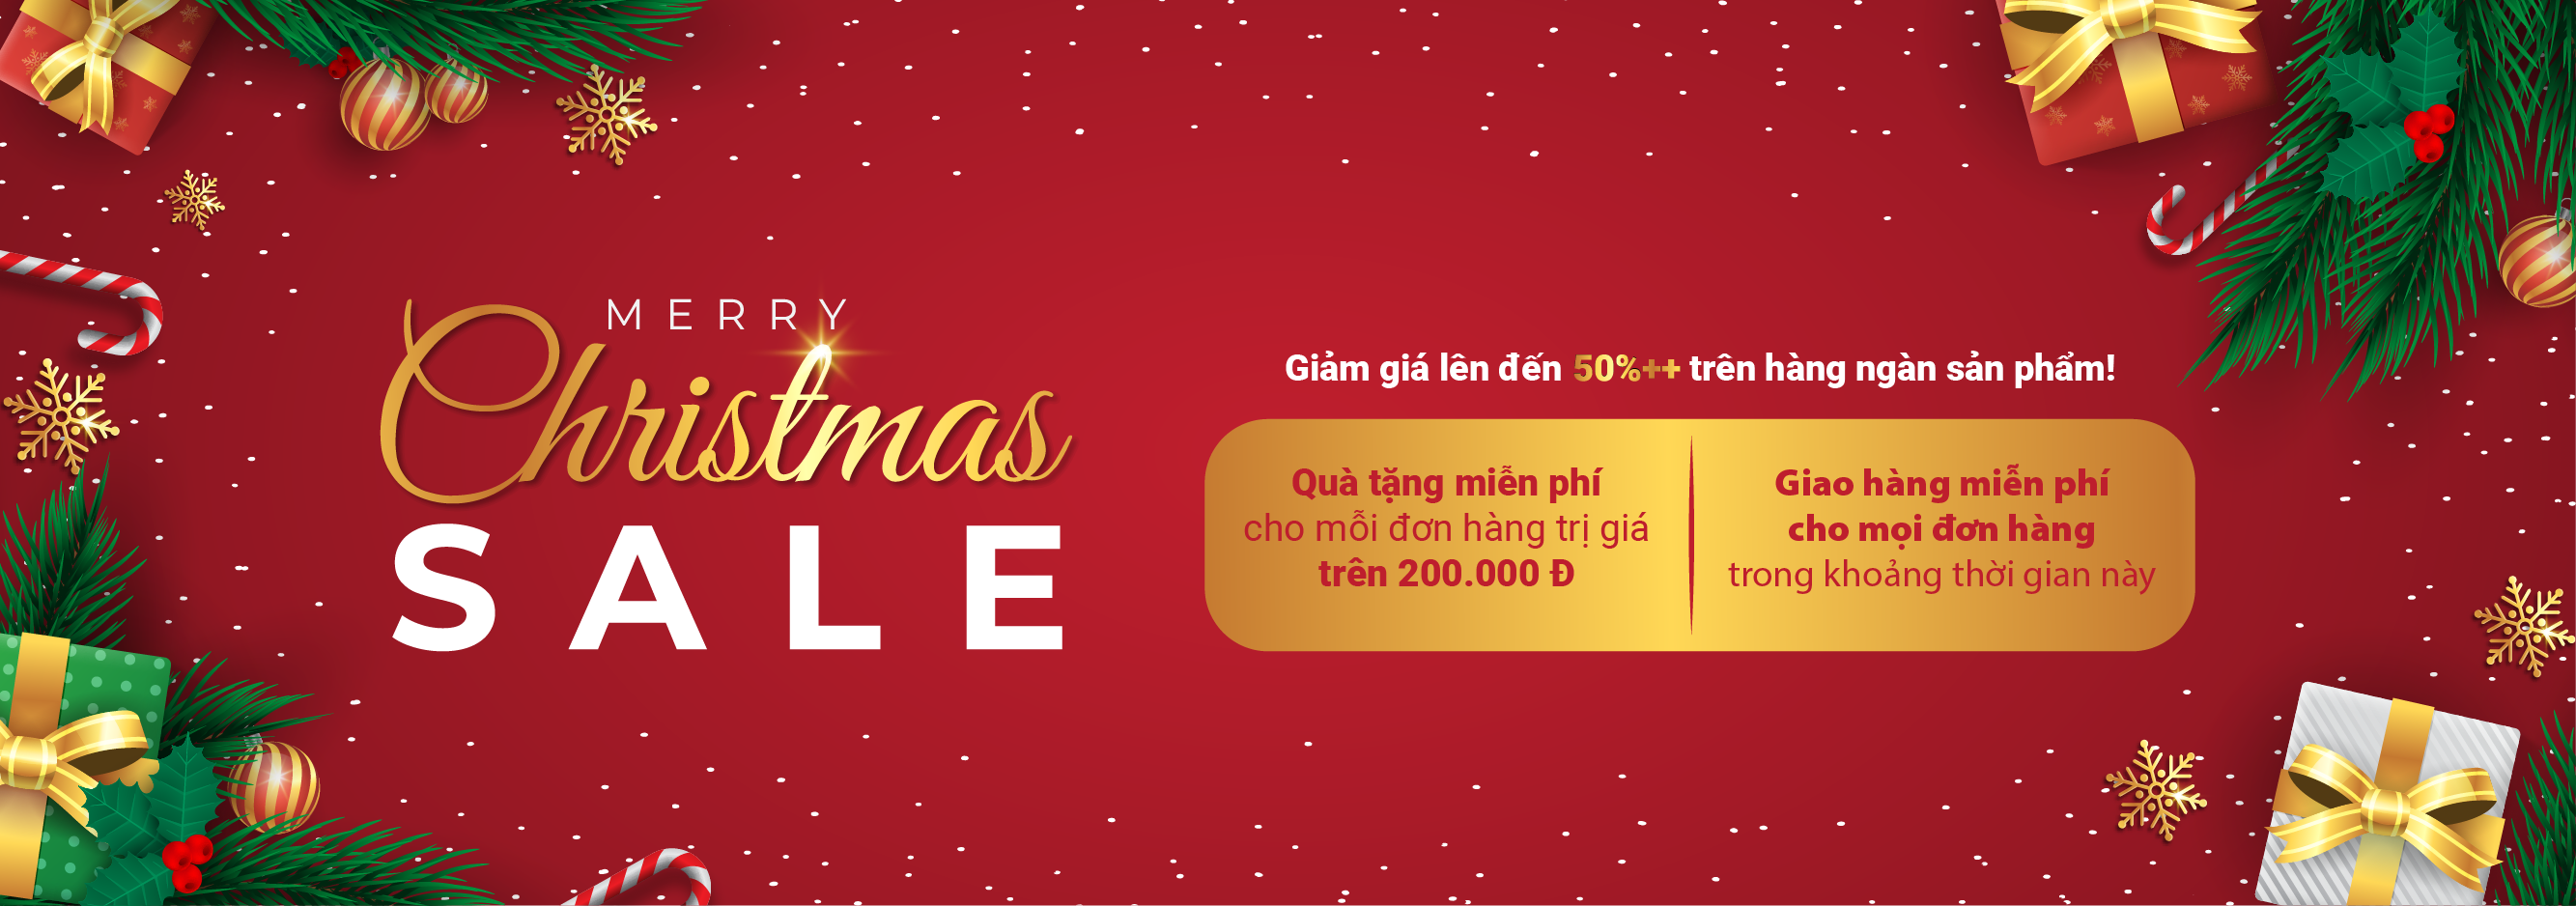 MERRY
Christmas
SALE
Giảm giá lên đến 50%++ trên hàng ngàn sản phẩm!
Quà tặng miễn phí
cho mỗi đơn hàng trị giá
trên 200.000 Đ
Giao hàng miễn phí
cho mọi đơn hàng
trong khoảng thời gian này